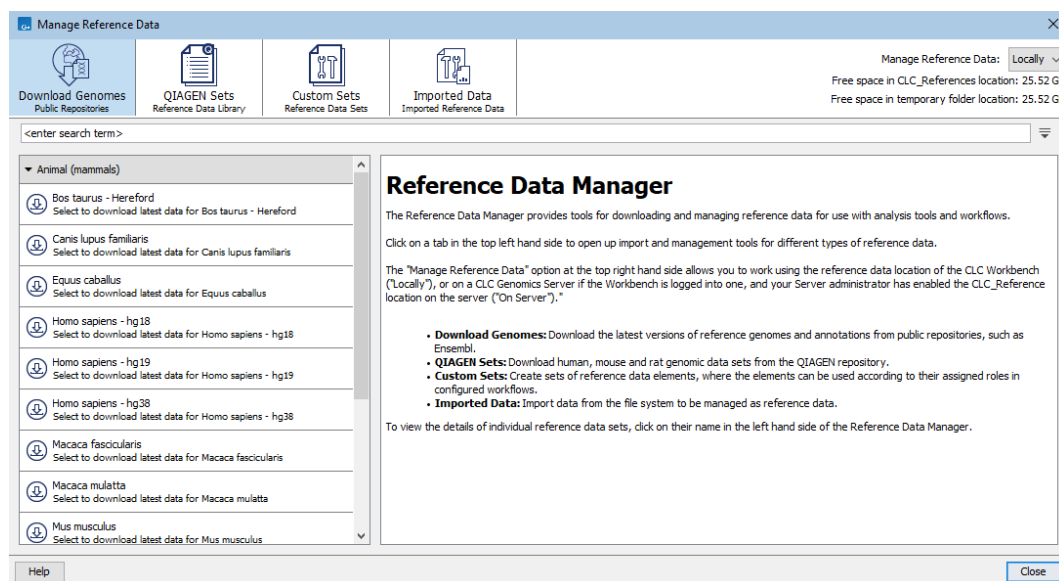 Manage Reference Data
Download Genomes
Public Repositories
QIAGEN Sets
Reference Data Library
Custom Sets
Reference Data Sets
Imported Data
Imported Reference Data
Manage Reference Data: Locally
Free space in CLC_References location: 25.52 G
Free space in temporary folder location: 25.52 G
<enter search term>
Animal (mammals)
Bos taurus - Hereford
Select to download latest data for Bos taurus - Hereford
Canis lupus familiaris
Select to download latest data for Canis lupus familiaris
Equus caballus
Select to download latest data for Equus caballus
Homo sapiens - hg18
Select to download latest data for Homo sapiens - hg18
Homo sapiens - hg19
Select to download latest data for Homo sapiens - hg19
Homo sapiens - hg38
Select to download latest data for Homo sapiens - hg38
Macaca fascicularis
Select to download latest data for Macaca fascicularis
Macaca mulatta
Select to download latest data for Macaca mulatta
Mus musculus
Select to download latest data for Mus musculus
Reference Data Manager
The Reference Data Manager provides tools for downloading and managing reference data for use with analysis tools and workflows.
Click on a tab in the top left hand side to open up import and management tools for different types of reference data.
The "Manage Reference Data" option at the top right hand side allows you to work using the reference data location of the CLC Workbench
("Locally"), or on a CLC Genomics Server if the Workbench is logged into one, and your Server administrator has enabled the CLC_Reference
location on the server ("On Server")."
• Download Genomes: Download the latest versions of reference genomes and annotations from public repositories, such as
Ensembl.
• QIAGEN Sets: Download human, mouse and rat genomic data sets from the QIAGEN repository.
• Custom Sets: Create sets of reference data elements, where the elements can be used according to their assigned roles in
configured workflows.
• Imported Data: Import data from the file system to be managed as reference data.
To view the details of individual reference data sets, click on their name in the left hand side of the Reference Data Manager.
Help
Close